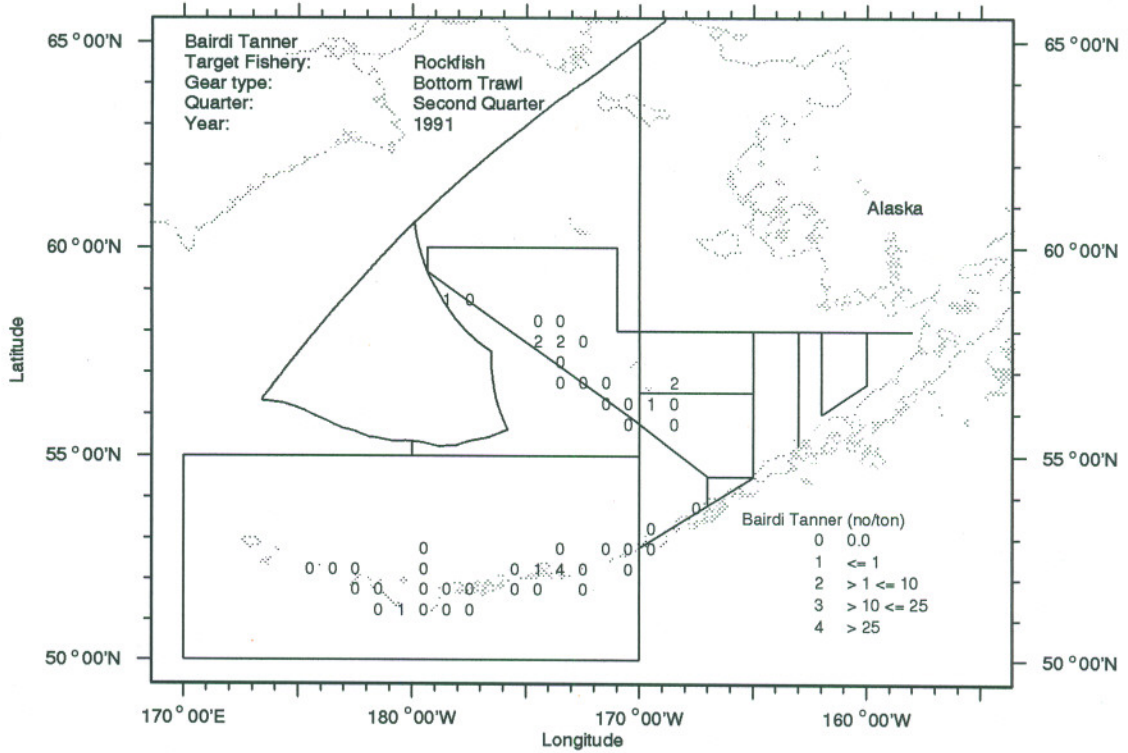 65 °00'N 65 °00'N
Bairdi Tanner
Target Fishery: Rockfish
Gear type: Bottom Trawl
Quarter: Second Quarter
Year: 1991
Alaska
60 °00'N 60 °00'N
1 0
0 0
2 2 0
0
0 0 0 2
0 0 1 0
0 0
55 °00'N 55 °00'N
0
0
0 0 0 0 0
0 0 0 0 0 1 4 0 0
0 0 0 0 0 0 0 0
0 1 0 0 0
Bairdi Tanner (no/ton)
0 0.0
1 <= 1
2 > 1 <= 10
3 > 10 <= 25
4 > 25
50 °00'N 50 °00'N
170 °00'E 180 °00'W 170 °00'W 160 °00'W
Latitude
Longitude